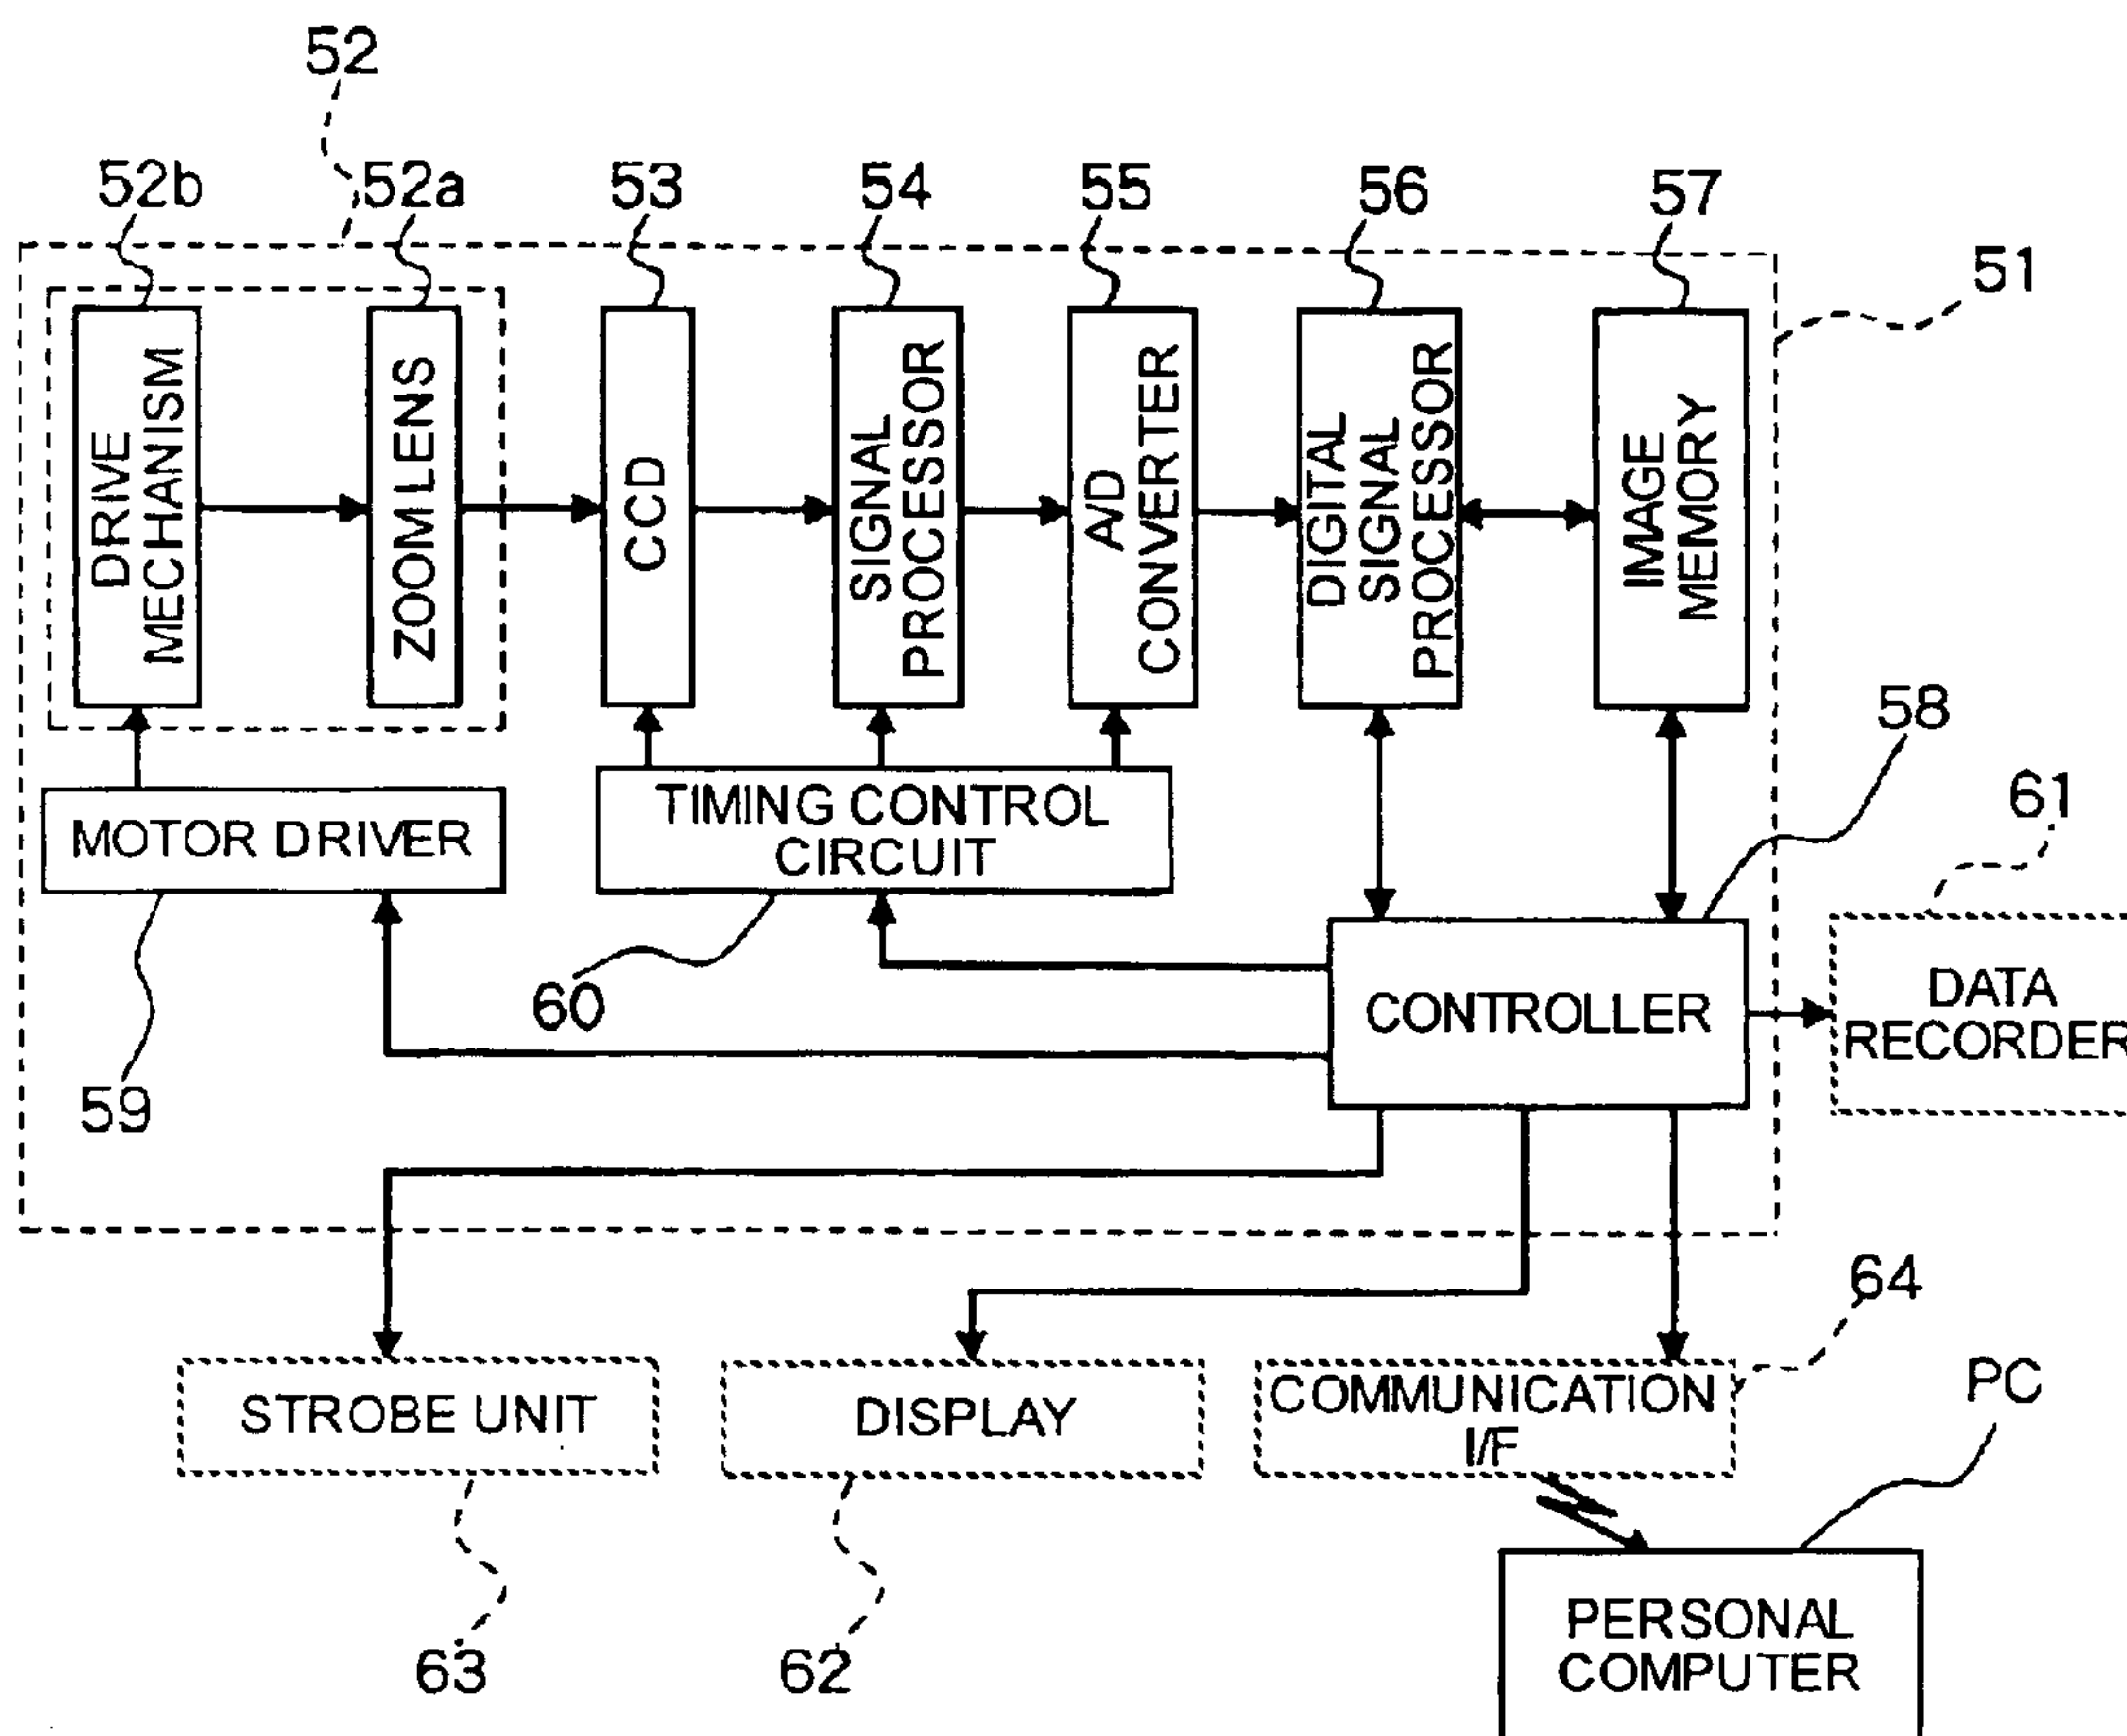 52
52b
52a
53
54
55
56
57
51
DRIVE
MECHANISM
ZOOM LENS
CCD
SIGNAL
PROCESSOR
A/D
CONVERTER
DIGITAL
SIGNAL
PROCESSOR
IMAGE
MEMORY
58
61
MOTOR DRIVER
TIMING CONTROL
CIRCUIT
60
59
CONTROLLER
DATA
RECORDER
64
PC
STROBE UNIT
DISPLAY
COMMUNICATION
I/F
63
62
PERSONAL
COMPUTER